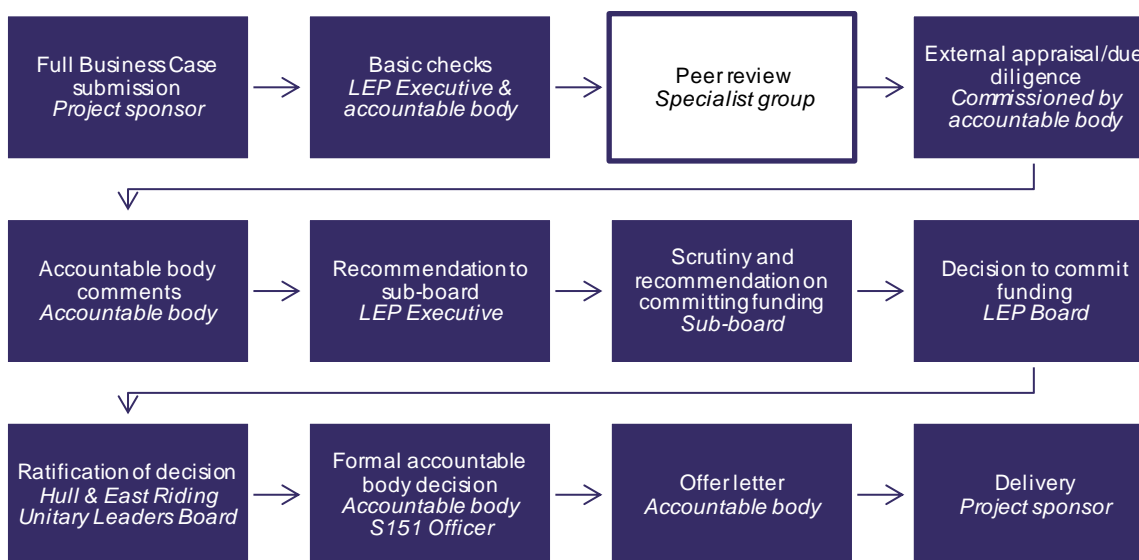 Full Business Case
submission
Project sponsor
Basic checks
LEP Executive &
accountable body
Peer review
Specialist group
External appraisal/due
diligence
Commissioned by
accountable body
Accountable body
comments
Accountable body
Recommendation to
sub-board
LEP Executive
Scrutiny and
recommendation on
committing funding
Sub-board
Decision to commit
funding
LEP Board
Ratification of decision
Hull & East Riding
Unitary Leaders Board
Formal accountable
body decision
Accountable body
S151 Officer
Offer letter
Accountable body
Delivery
Project sponsor